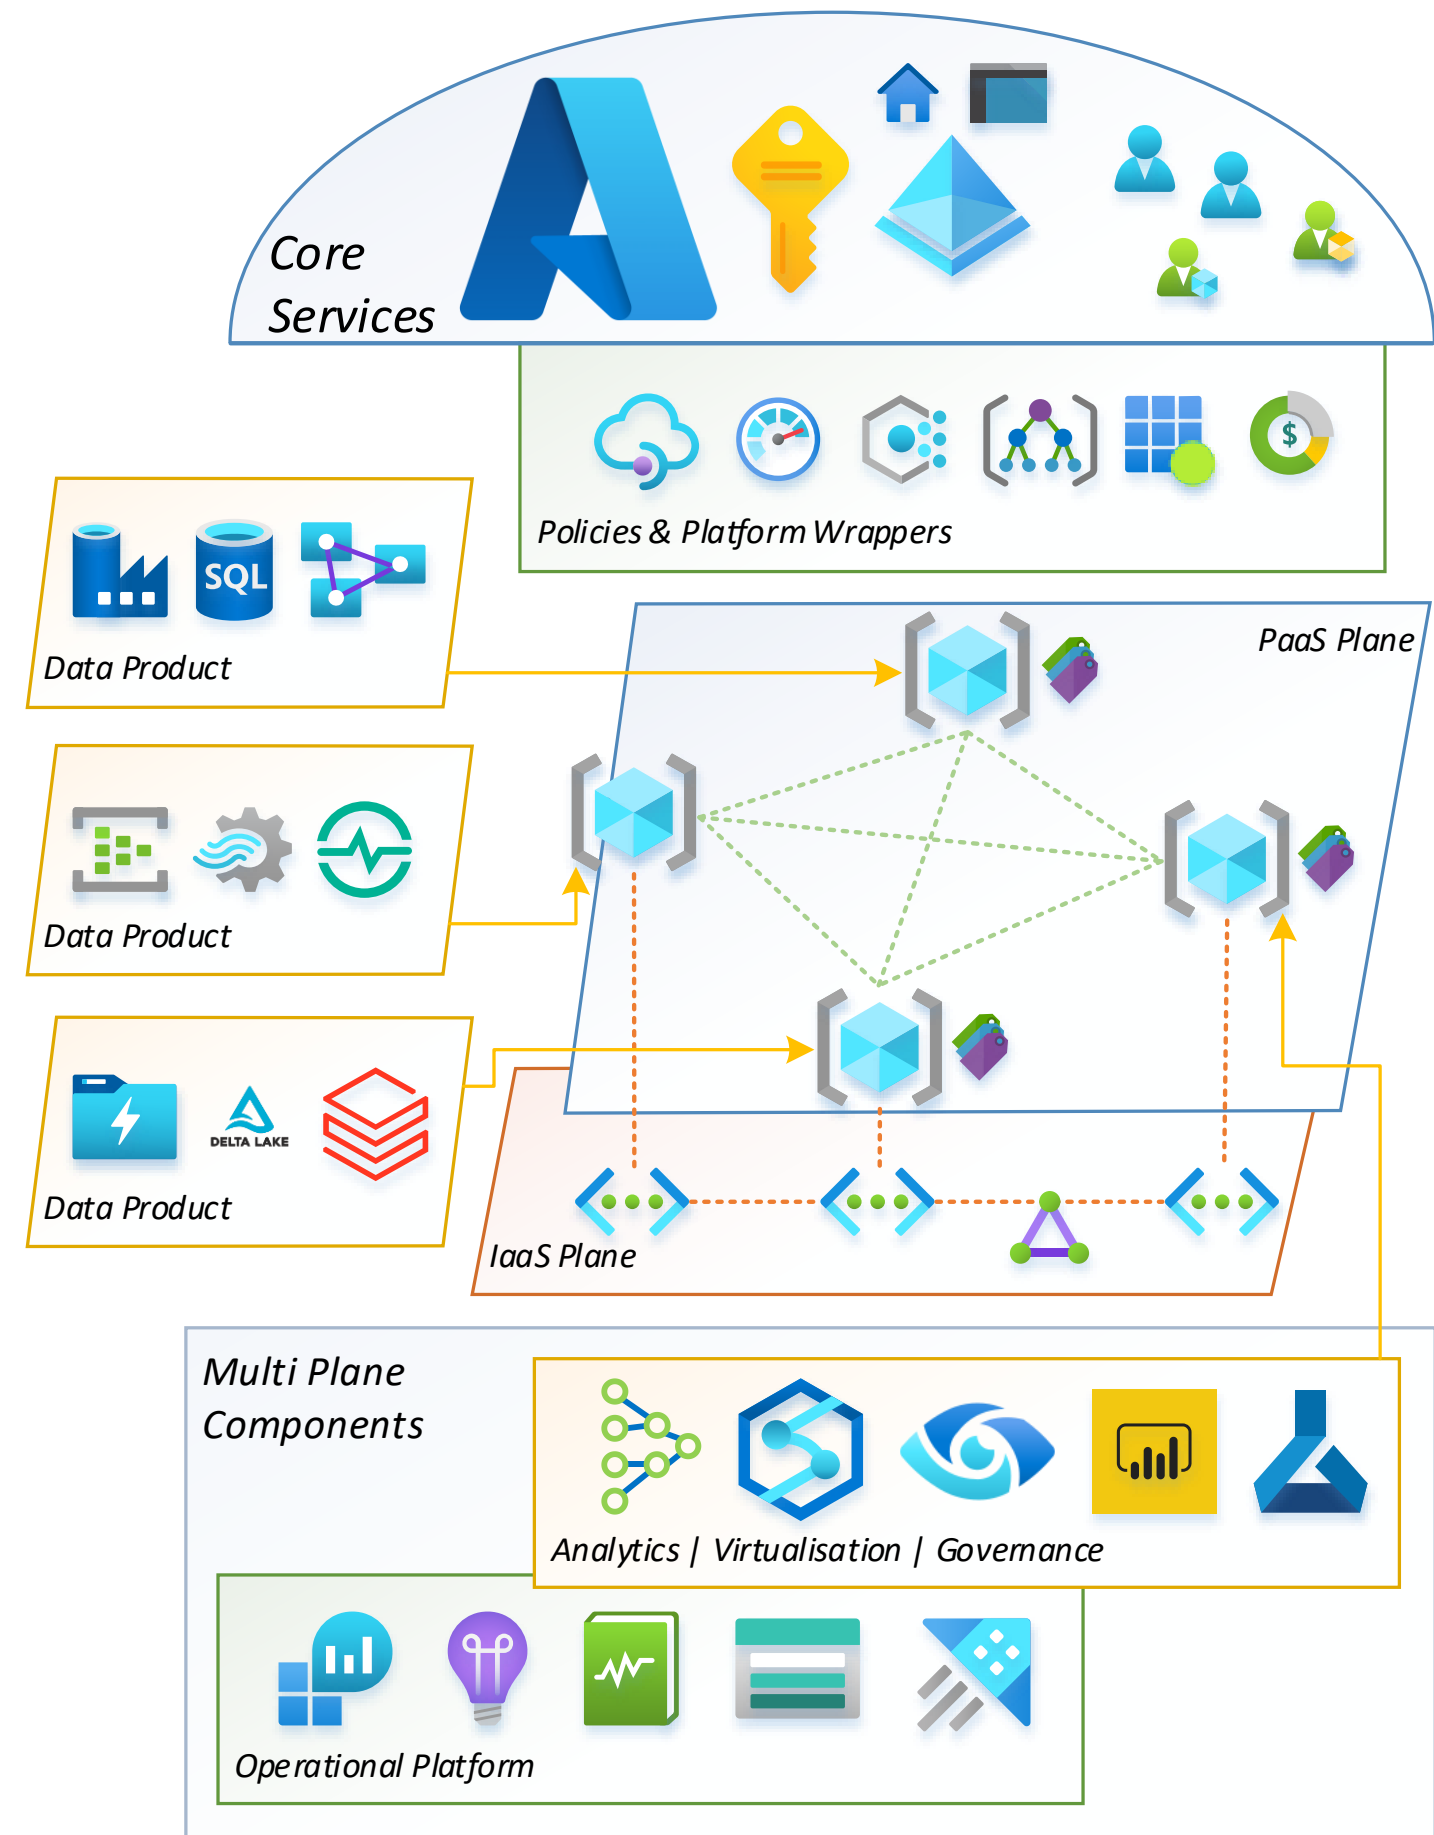 Core
Services
$
Policies & Platform Wrappers
SQL
Data Product
PaaS Plane
Data Product
DELTA LAKE
Data Product
IaaS Plane
Multi Plane
Components
Analytics | Virtualisation | Governance
Operational Platform